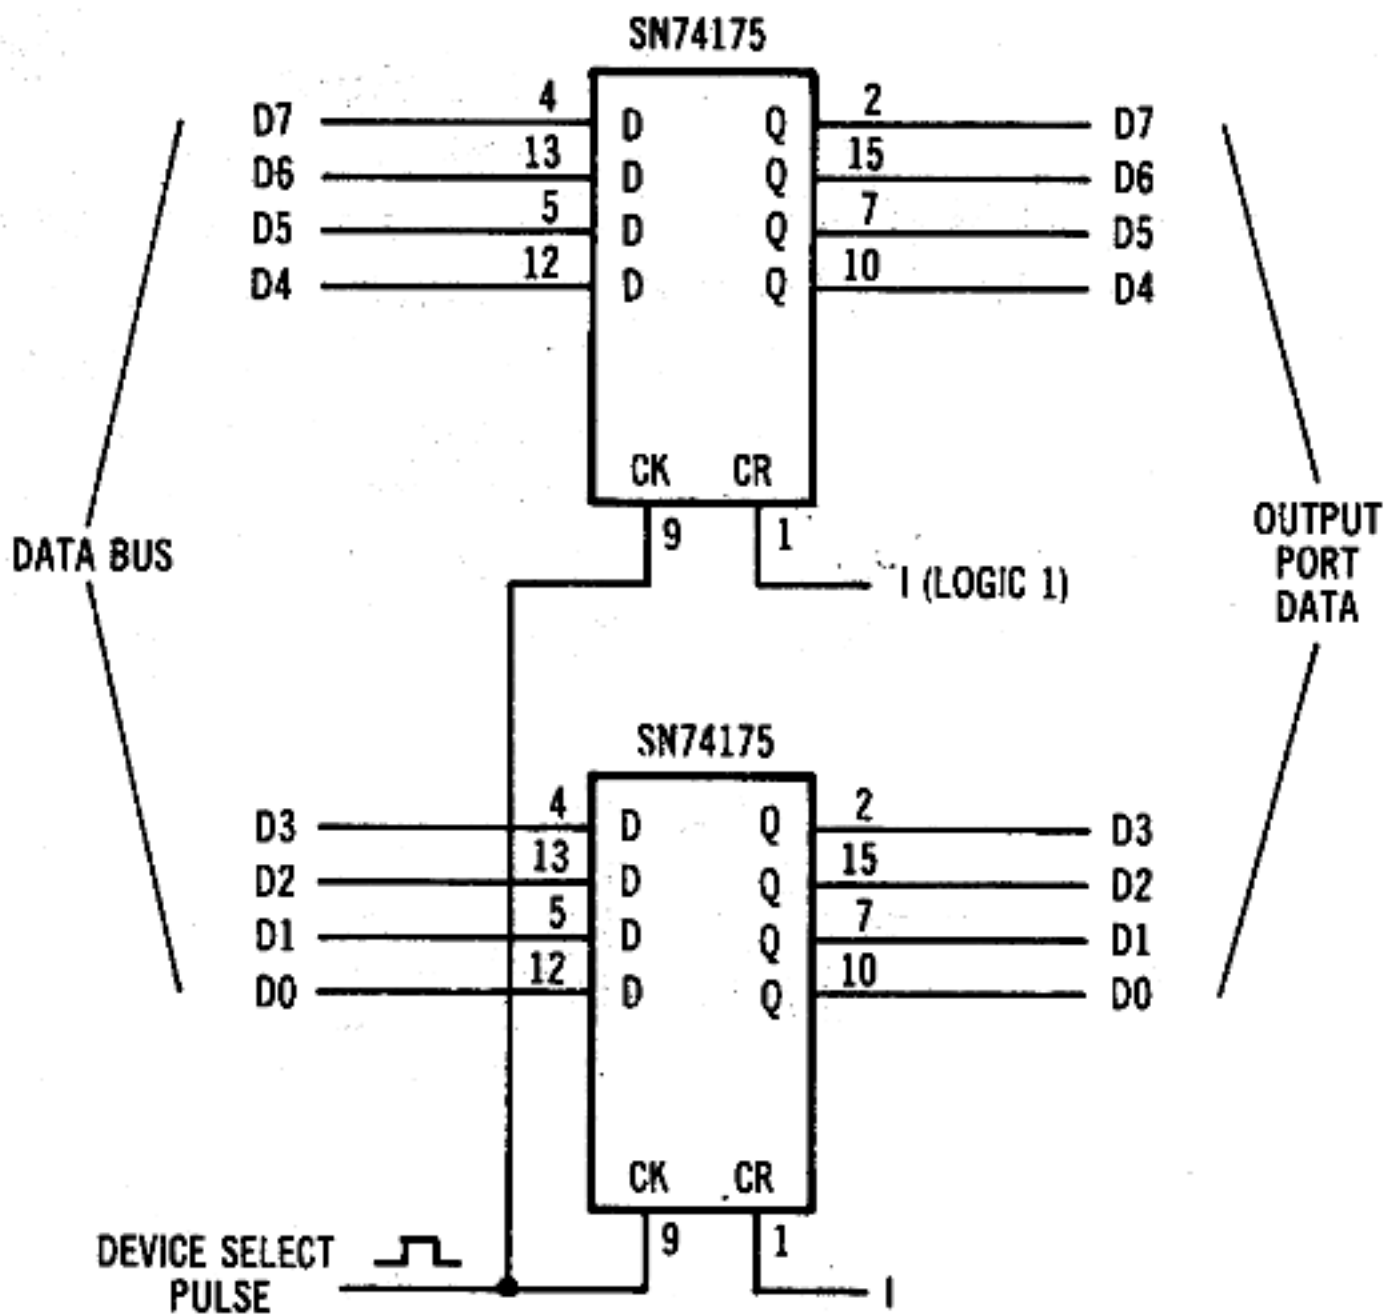 SN74175
D7 4 D Q 2 D7
D6 13 D Q 15 D6
D5 5 D Q 7 D5
D4 12 D Q 10 D4
CK CR
9 1
I (LOGIC 1)
DATA BUS
OUTPUT
PORT
DATA
SN74175
D3 4 D Q 2 D3
D2 13 D Q 15 D2
D1 5 D Q 7 D1
D0 12 D Q 10 D0
CK CR
9 1
DEVICE SELECT
PULSE
I